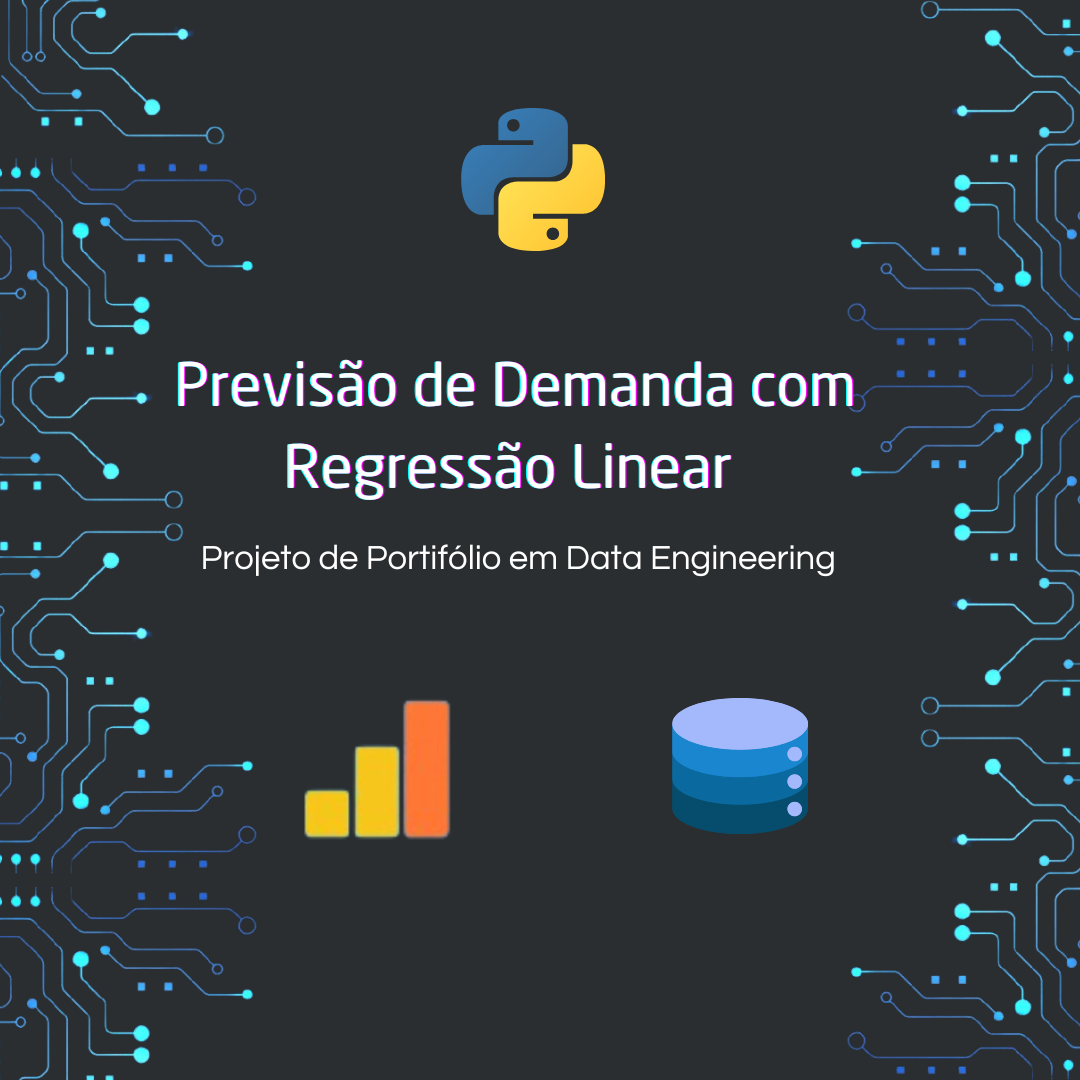 Previsão de Demanda com
Regressão Linear
Projeto de Portifólio em Data Engineering